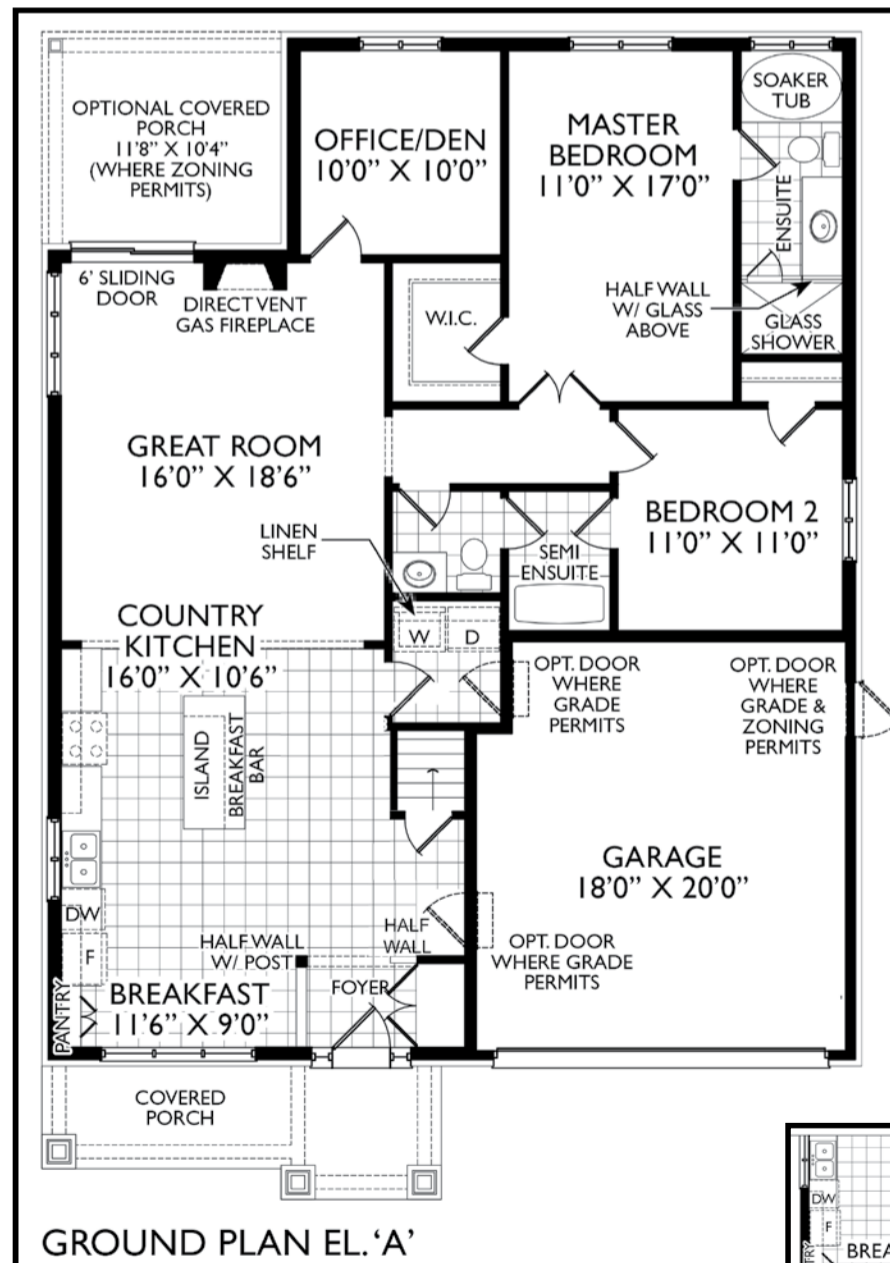 OPTIONAL COVERED
PORCH
11'8” X 10'4”
(WHERE ZONING
PERMITS)
OFFICE/DEN
10'0” X 10'0”
MASTER
BEDROOM
11'0” X 17'0”
SOAKER
TUB
ENSUITE
6' SLIDING
DOOR
DIRECT VENT
GAS FIREPLACE
W.I.C.
HALF WALL
W/ GLASS
ABOVE
GLASS
SHOWER
GREAT ROOM
16'0” X 18'6”
LINEN
SHELF
SEMI
ENSUITE
BEDROOM 2
11'0” X 11'0”
COUNTRY
KITCHEN
16'0” X 10'6”
W
D
OPT. DOOR
WHERE
GRADE
PERMITS
OPT. DOOR
WHERE
GRADE &
ZONING
PERMITS
ISLAND
BREAKFAST
BAR
GARAGE
18'0” X 20'0”
DW
F
HALF WALL
W/ POST
HALF
WALL
OPT. DOOR
WHERE GRADE
PERMITS
PANTRY
BREAKFAST
11'6” X 9'0”
FOYER
COVERED
PORCH
GROUND PLAN EL. ‘A’
DW
F